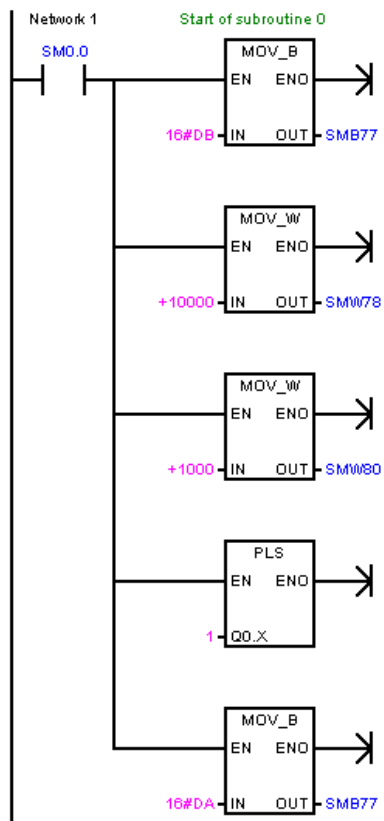 Network 1 Start of subroutine 0
SM0.0
MOV_B
EN ENO
16#DB IN OUT SMB77
MOV_W
EN ENO
+10000 IN OUT SMW78
MOV_W
EN ENO
+1000 IN OUT SMW80
PLS
EN ENO
1 Q0.X
MOV_B
EN ENO
16#DA IN OUT SMB77